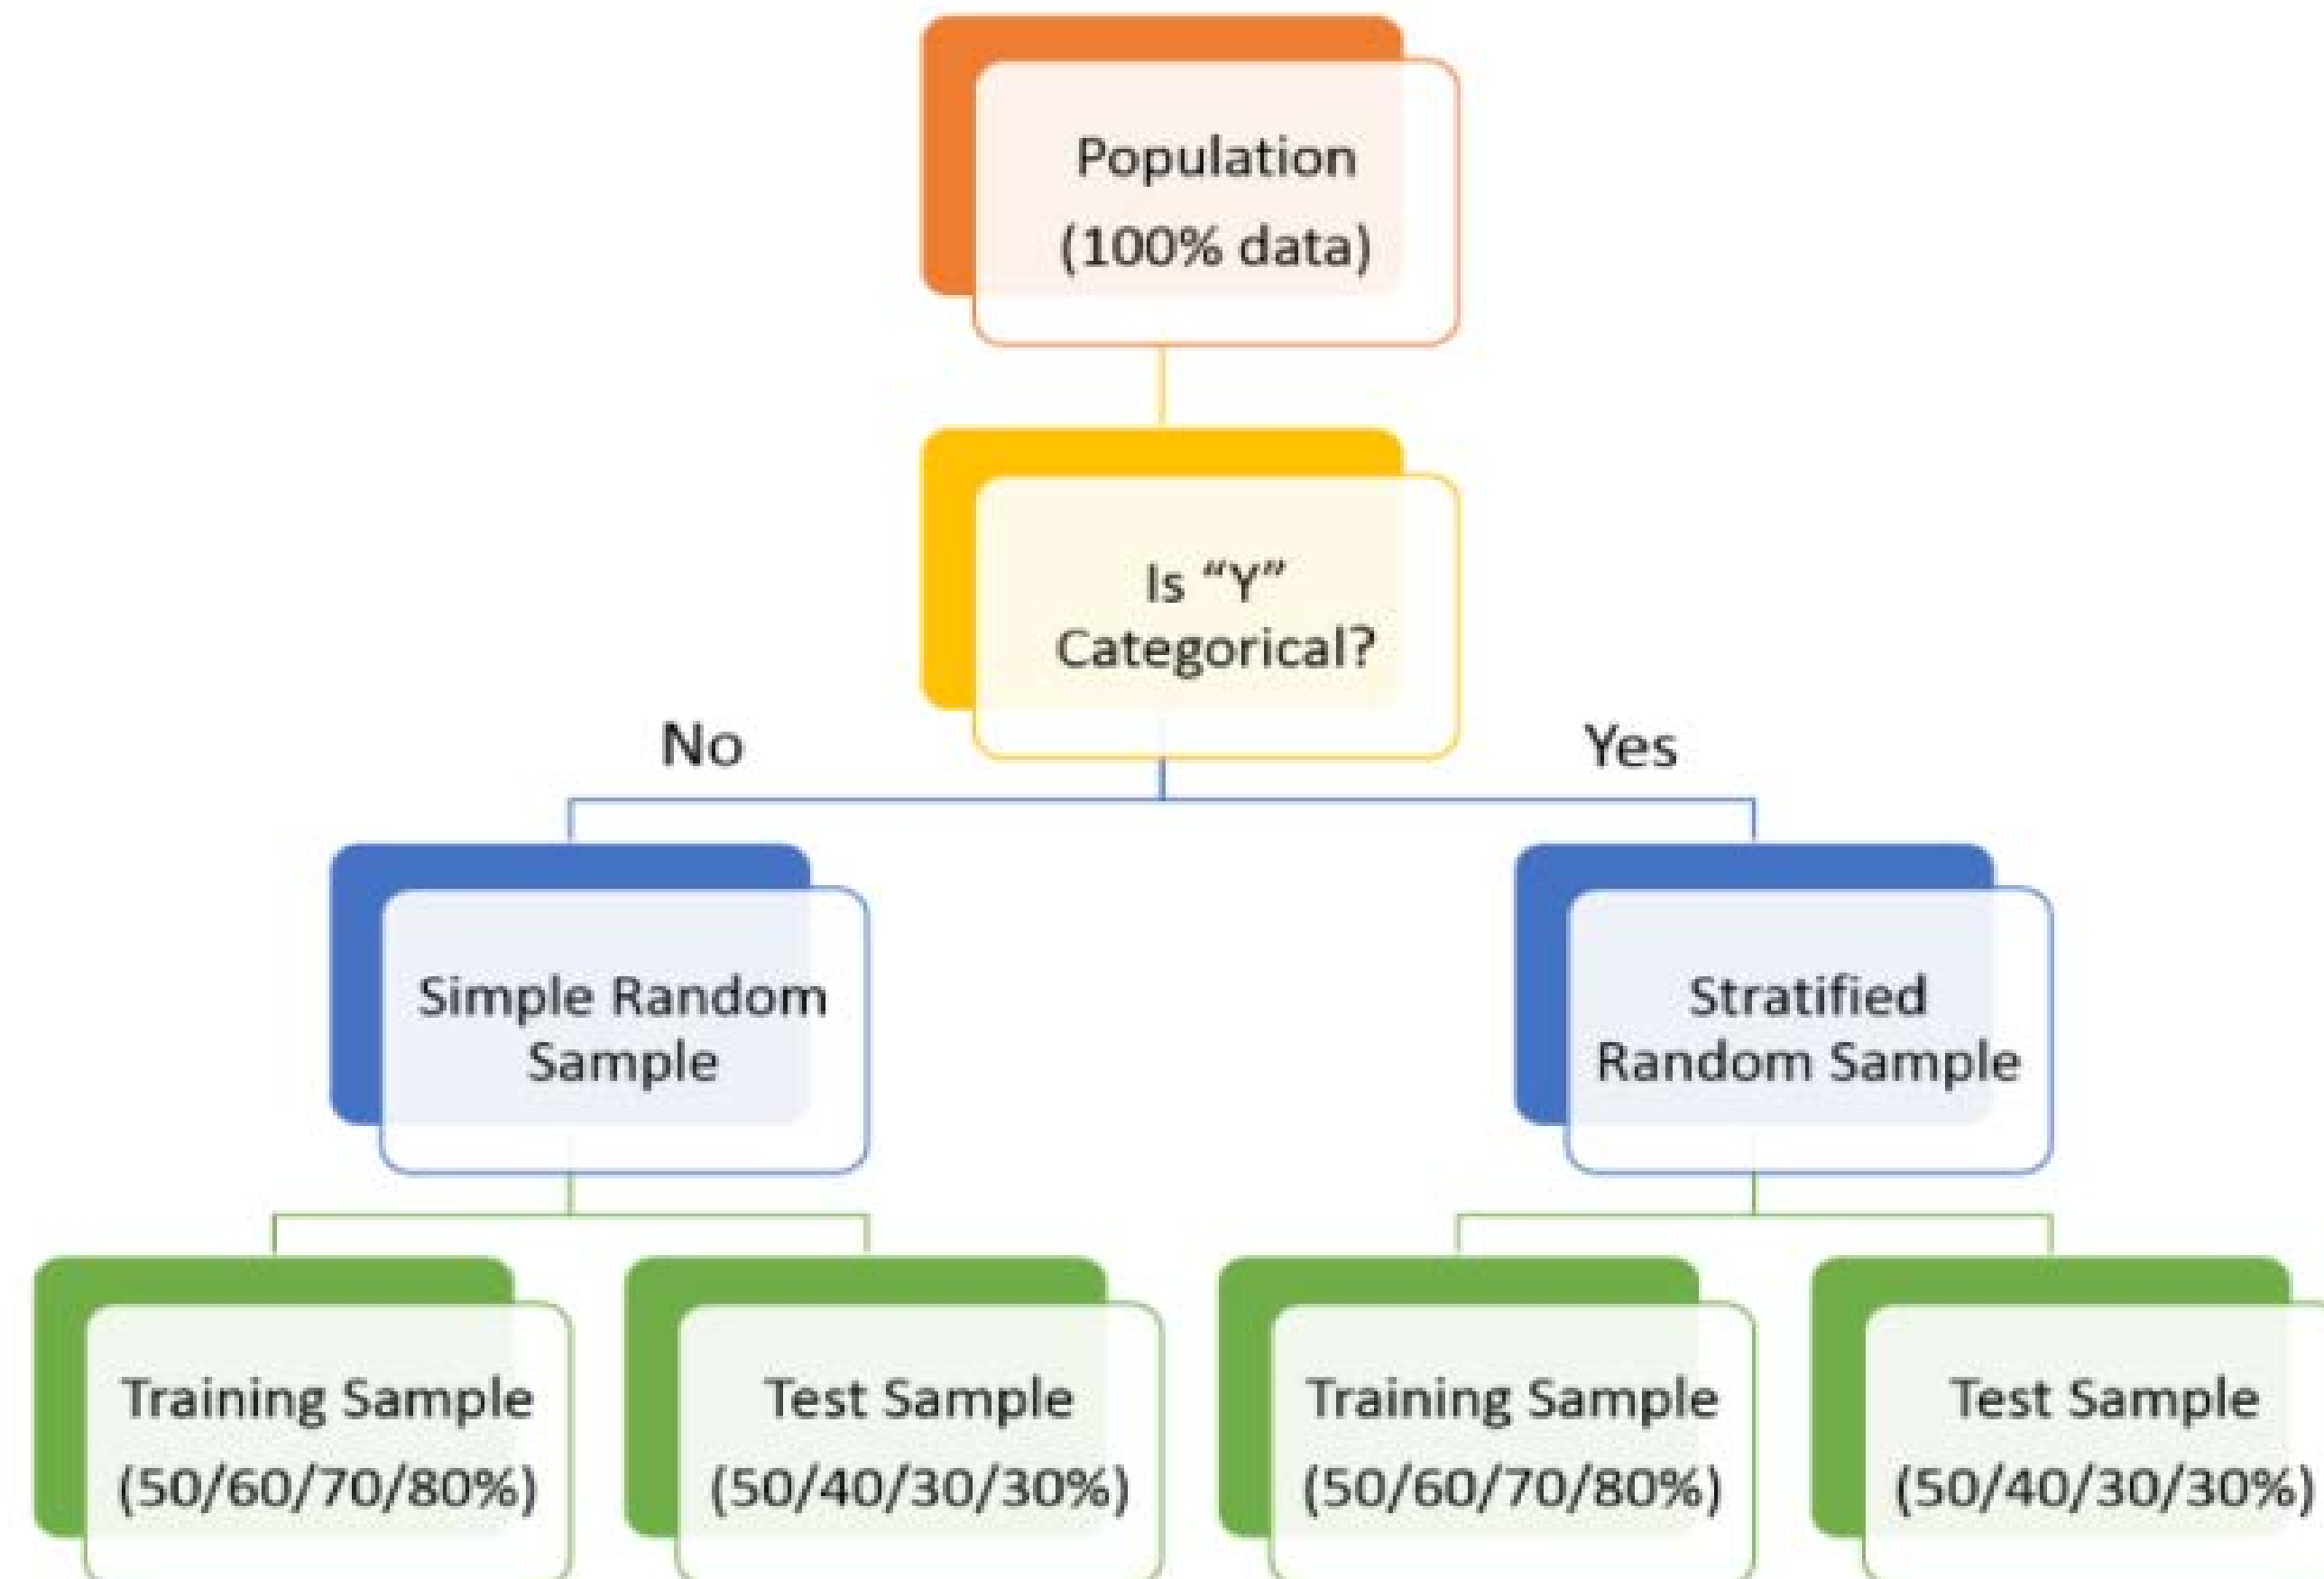 Population
(100% data)
Is “Y”
Categorical?
No
Yes
Simple Random
Sample
Stratified
Random Sample
Training Sample
(50/60/70/80%)
Test Sample
(50/40/30/30%)
Training Sample
(50/60/70/80%)
Test Sample
(50/40/30/30%)